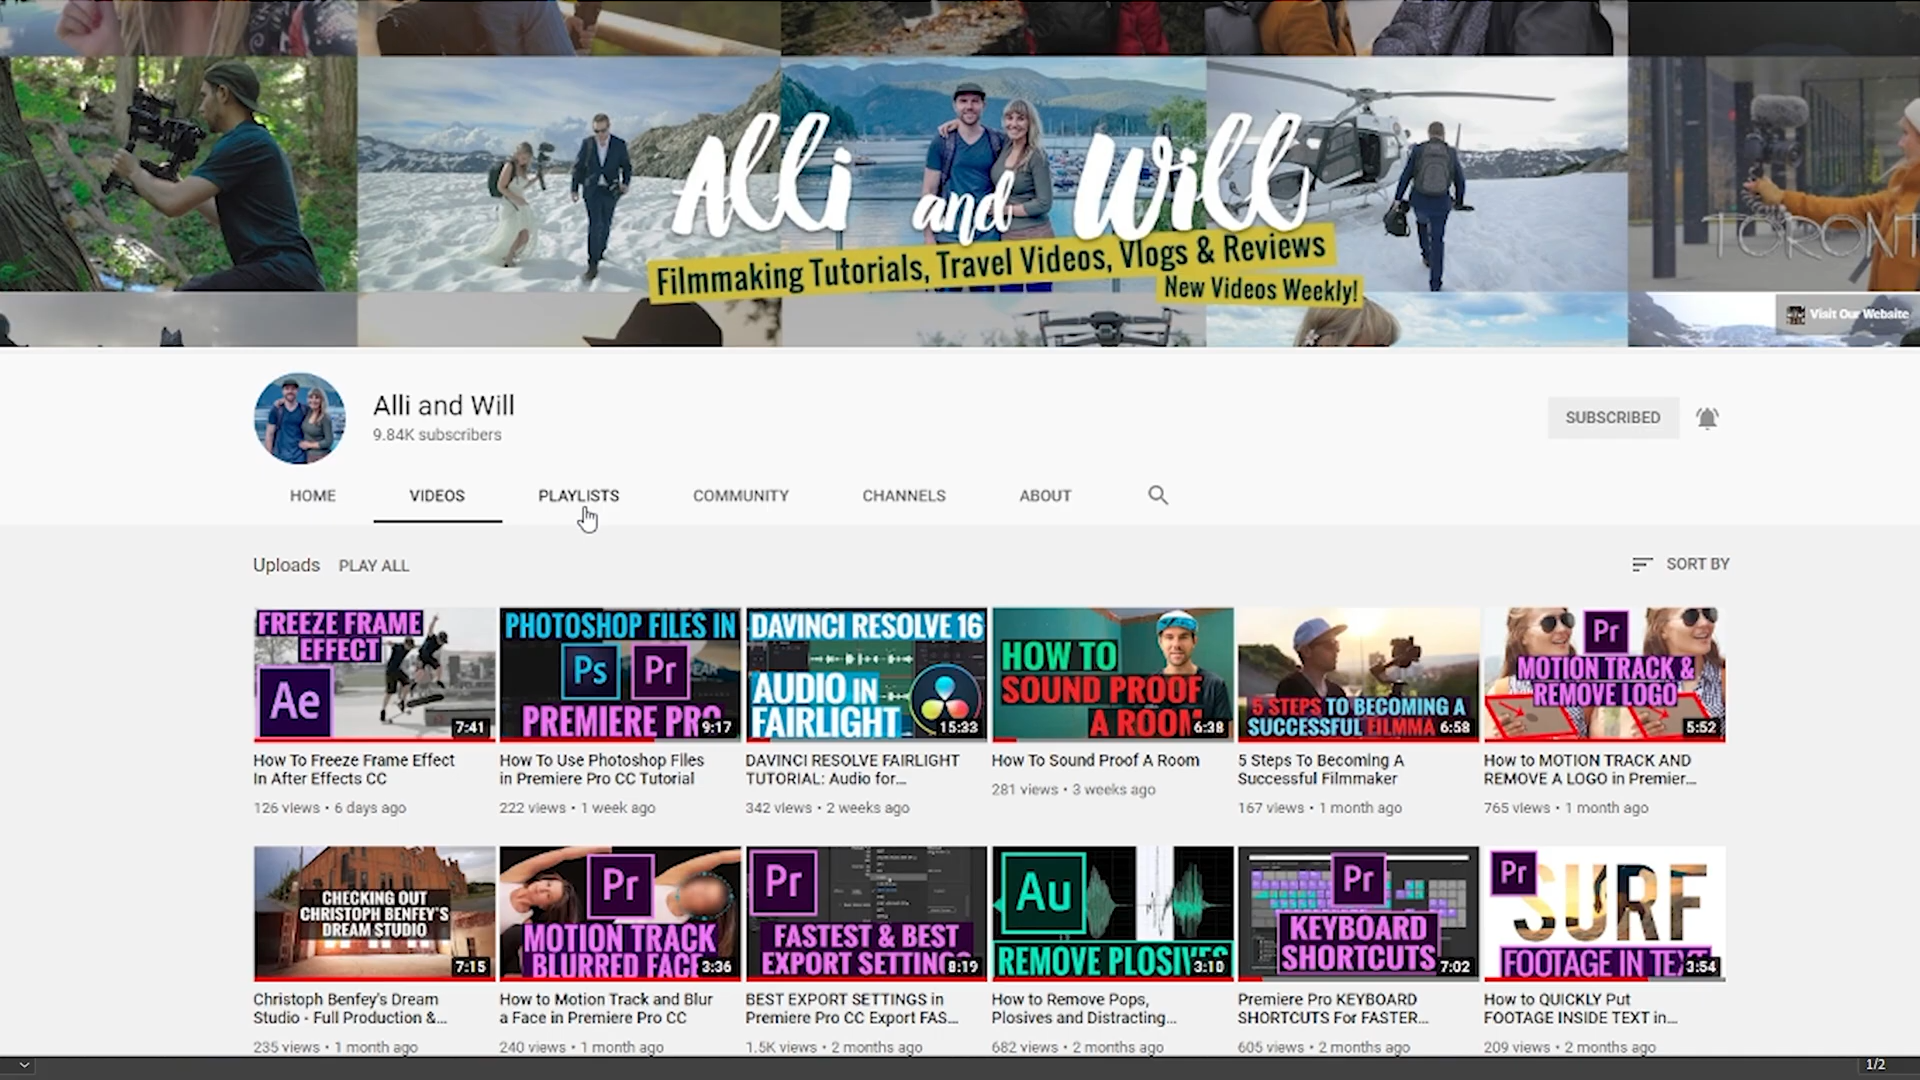 Alli and Will
Filmmaking Tutorials, Travel Videos, Vlogs & Reviews
New Videos Weekly!
TORONT
Visit Our Website
Alli and Will
9.84K subscribers
SUBSCRIBED
HOME VIDEOS PLAYLISTS COMMUNITY CHANNELS ABOUT
Uploads PLAY ALL
SORT BY
FREEZE FRAME
EFFECT
Ae
7:41
PHOTOSHOP FILES IN
Ps Pr
PREMIERE PRO
9:17
DAVINCI RESOLVE 16
AUDIO IN
FAIRLIGHT
15:33
HOW TO
SOUND PROOF
A ROOM
6:38
5 STEPS TO BECOMING A
SUCCESSFUL FILMMA
6:58
Pr
MOTION TRACK &
REMOVE LOGO
5:52
How To Freeze Frame Effect
In After Effects CC
126 views • 6 days ago
How To Use Photoshop Files
in Premiere Pro CC Tutorial
222 views • 1 week ago
DAVINCI RESOLVE FAIRLIGHT
TUTORIAL: Audio for...
342 views • 2 weeks ago
How To Sound Proof A Room
281 views • 3 weeks ago
5 Steps To Becoming A
Successful Filmmaker
167 views • 1 month ago
How to MOTION TRACK AND
REMOVE A LOGO in Premier...
765 views • 1 month ago
CHECKING OUT
CHRISTOPH BENFEY'S
DREAM STUDIO
7:15
Pr
MOTION TRACK
BLURRED FACE
3:36
Pr
FASTEST & BEST
EXPORT SETTING
8:19
Au
REMOVE PLOSIVES
3:10
Pr
KEYBOARD
SHORTCUTS
7:02
Pr
SURF
FOOTAGE IN TEXT
3:54
Christoph Benfey's Dream
Studio - Full Production &...
235 views • 1 month ago
How to Motion Track and Blur
a Face in Premiere Pro CC
240 views • 1 month ago
BEST EXPORT SETTINGS in
Premiere Pro CC Export FAS...
1.5K views • 2 months ago
How to Remove Pops,
Plosives and Distracting...
682 views • 2 months ago
Premiere Pro KEYBOARD
SHORTCUTS For FASTER...
605 views • 2 months ago
How to QUICKLY Put
FOOTAGE INSIDE TEXT in...
209 views • 2 months ago
1/2